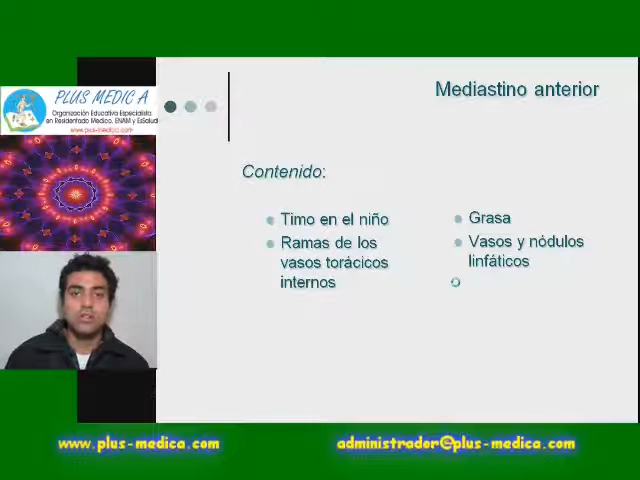 PLUS MEDIC A
Organización Educativa Especialista
en Residentado Medico, ENAM y EsSalud
www.plus-medica.com
Mediastino anterior
Contenido:
Timo en el niño
Ramas de los
vasos torácicos
internos
Grasa
Vasos y nódulos
linfáticos
www.plus-medica.com
administrador@plus-medica.com